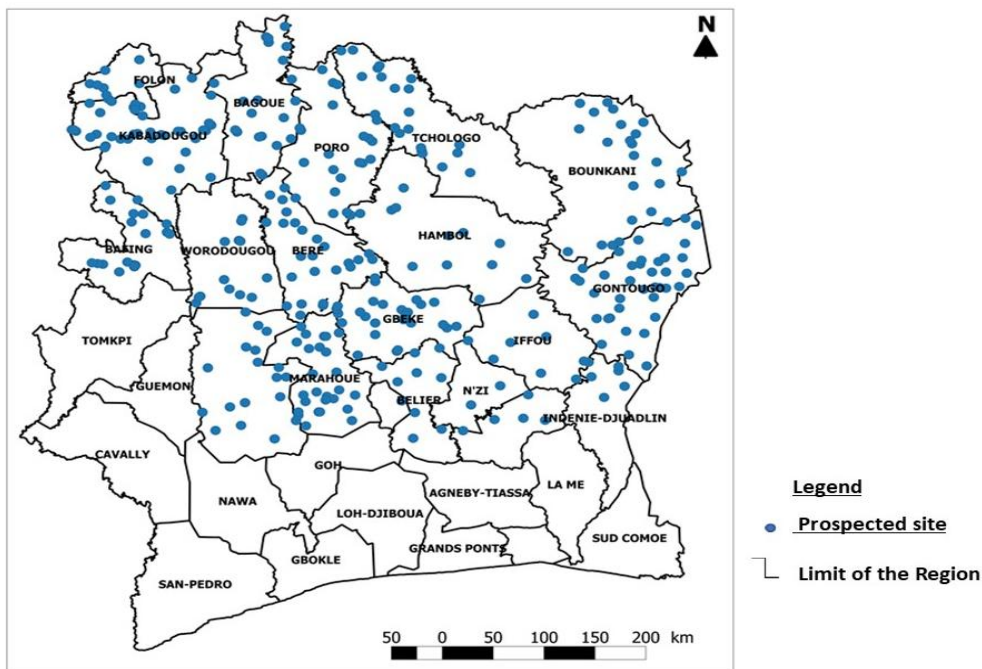 N
FOLON
BAGOUE
KABADOUGOU
PORO
TCHOLOGO
BOUNKANI
BAFING
WORODOUGOU
BERE
HAMBOL
GONTOUGO
GBEKE
IFFOU
TOMKPI
GUEMON
MARAHOUE
BELIER
N'ZI
INDENIE-DJUADLIN
CAVALLY
GOH
NAWA
AGNEBY-TIASSA
LA ME
LOH-DJIBOUA
SUD COMOE
GRANDS PONTS
GBOKLE
SAN-PEDRO
50 0 50 100 150 200 km
Legend
Prospected site
Limit of the Region